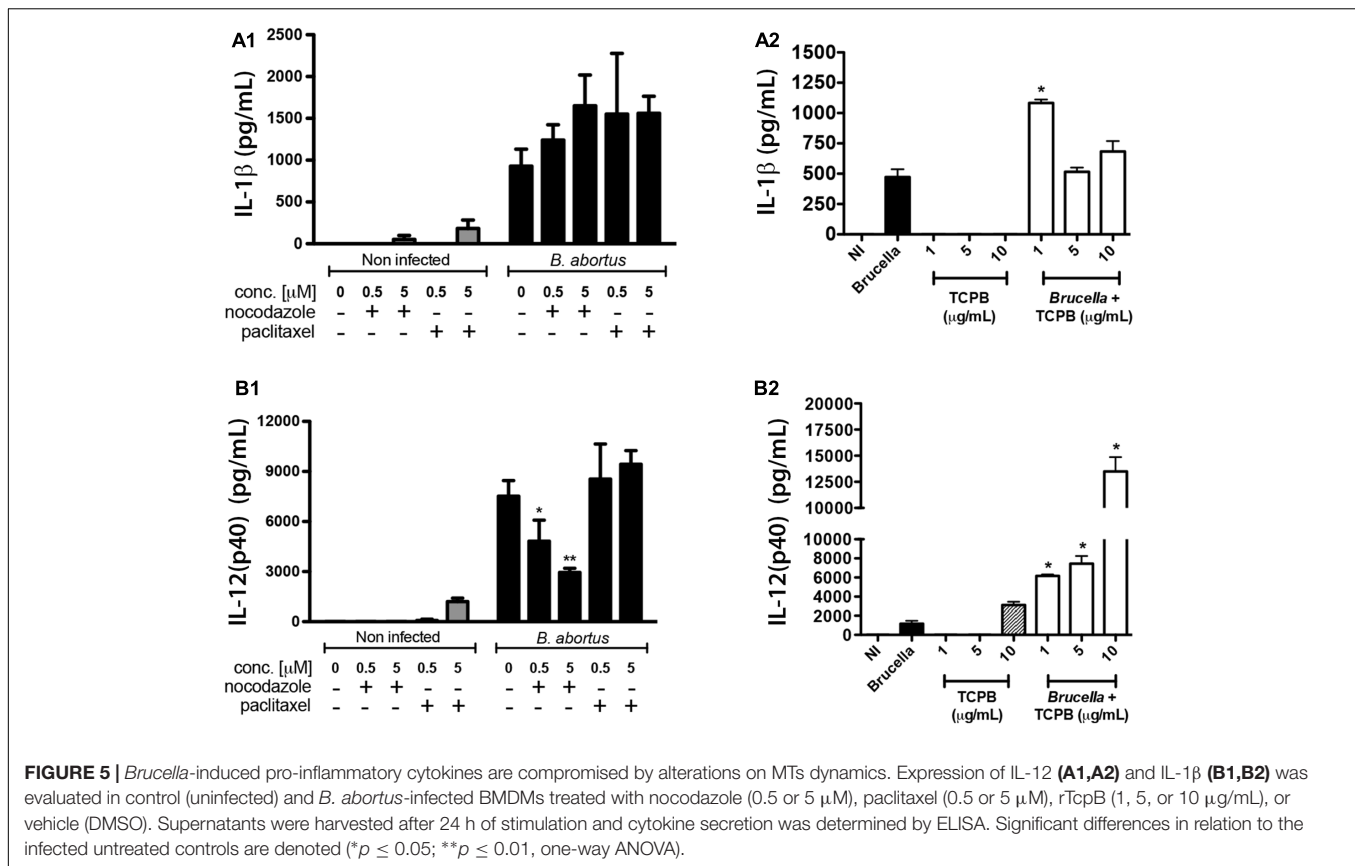 A1
IL-1β (pg/mL)
2500
2000
1500
1000
500
0
Non infected
B. abortus
conc. [μM] 0 0.5 5 0.5 5 0 0.5 5 0.5 5
nocodazole - + + - - - + + - -
paclitaxel - - - + + - - - + +
A2
IL-1β (pg/mL)
1500
1250
1000
750
500
250
0
*
NI Brucella 1 5 10 1 5 10
TCPB (μg/mL)
Brucella + TCPB (μg/mL)
B1
IL-12(p40) (pg/mL)
12000
9000
6000
3000
0
*
**
Non infected
B. abortus
conc. [μM] 0 0.5 5 0.5 5 0 0.5 5 0.5 5
nocodazole - + + - - - + + - -
paclitaxel - - - + + - - - + +
B2
IL-12(p40) (pg/mL)
20000
17500
15000
12500
10000
10000
8000
6000
4000
2000
0
*
*
*
NI Brucella 1 5 10 1 5 10
TCPB (μg/mL)
Brucella + TCPB (μg/mL)
FIGURE 5 | Brucella-induced pro-inflammatory cytokines are compromised by alterations on MTs dynamics. Expression of IL-12 (A1,A2) and IL-1β (B1,B2) was
evaluated in control (uninfected) and B. abortus-infected BMDMs treated with nocodazole (0.5 or 5 μM), paclitaxel (0.5 or 5 μM), rTcpB (1, 5, or 10 μg/mL), or
vehicle (DMSO). Supernatants were harvested after 24 h of stimulation and cytokine secretion was determined by ELISA. Significant differences in relation to the
infected untreated controls are denoted (*p ≤ 0.05; **p ≤ 0.01, one-way ANOVA).